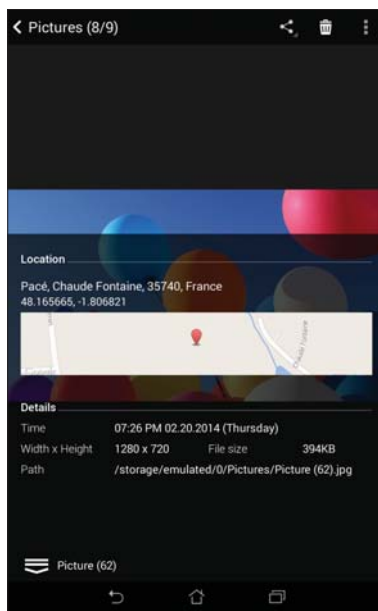 Pictures (8/9)
Location
Pacé, Chaude Fontaine, 35740, France
48.165665, -1.806821
Chaude Fontaine
Details
Time 07:26 PM 02.20.2014 (Thursday)
Width x Height 1280 x 720 File size 394KB
Path /storage/emulated/0/Pictures/Picture (62).jpg
Picture (62)